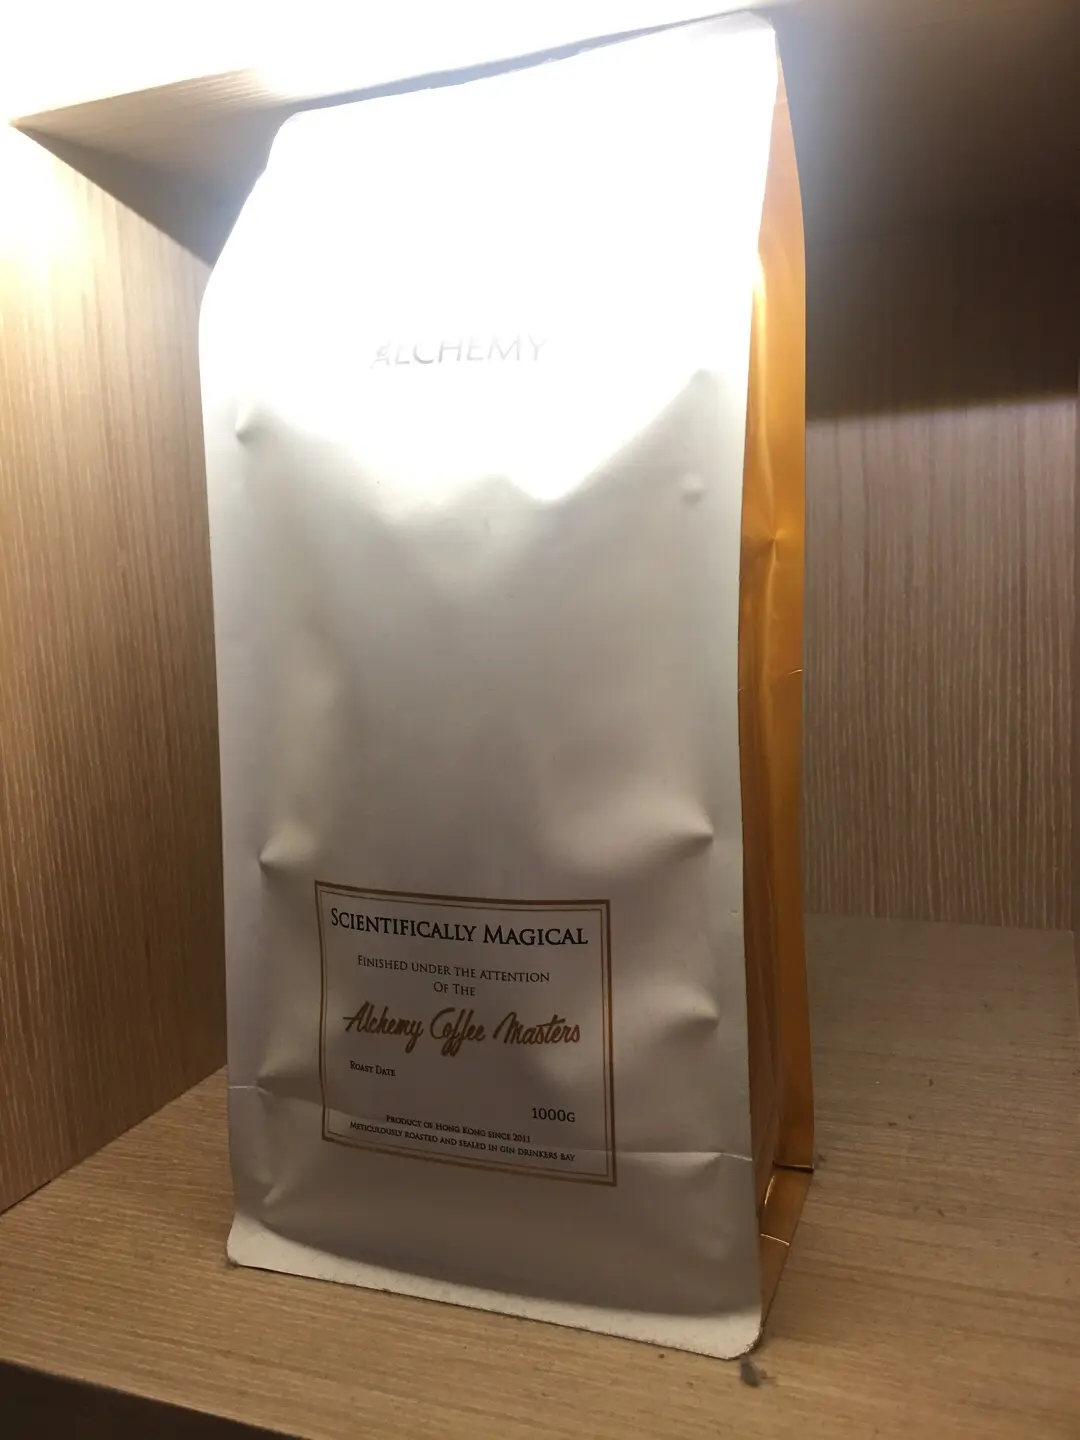 ALCHEMY
SCIENTIFICALLY MAGICAL
FINISHED UNDER THE ATTENTION
OF THE
Alchemy Coffee Masters
ROAST DATE
1000G
PRODUCT OF HONG KONG SINCE 2011
METICULOUSLY ROASTED AND SEALED IN GIN DRINKERS BAY